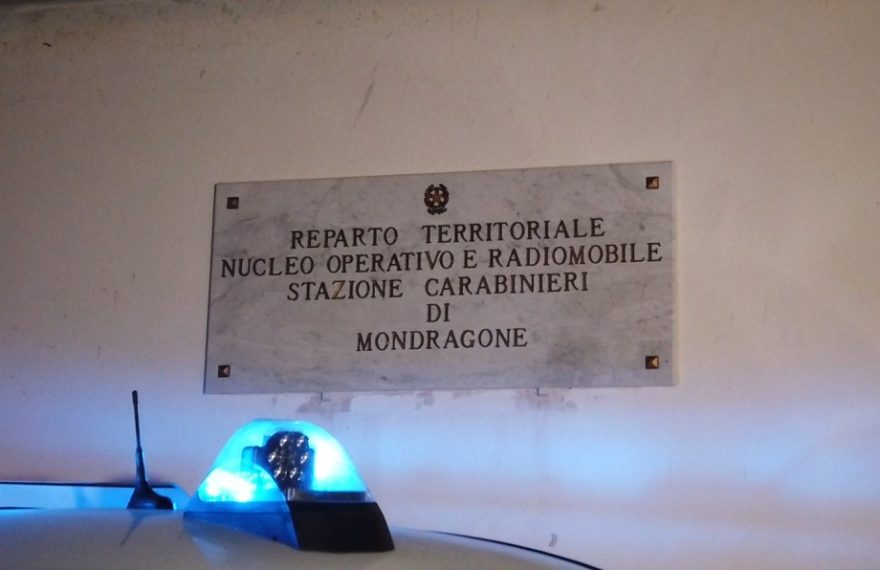 REPARTO TERRITORIALE
NUCLEO OPERATIVO E RADIOMOBILE
STAZIONE CARABINIERI
DI
MONDRAGONE